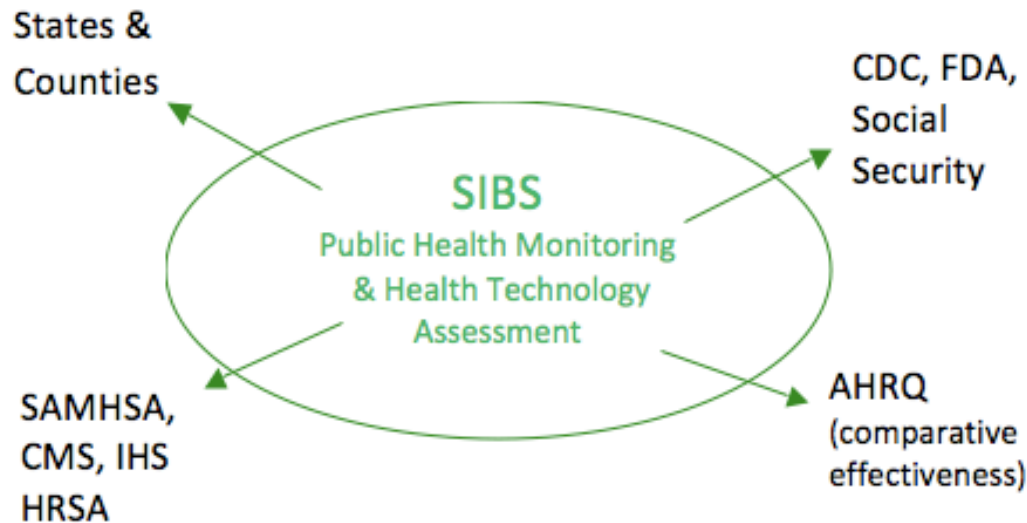 States &
Counties
CDC, FDA,
Social
Security
SIBS
Public Health Monitoring
& Health Technology
Assessment
SAMHSA,
CMS, IHS
HRSA
AHRQ
(comparative
effectiveness)